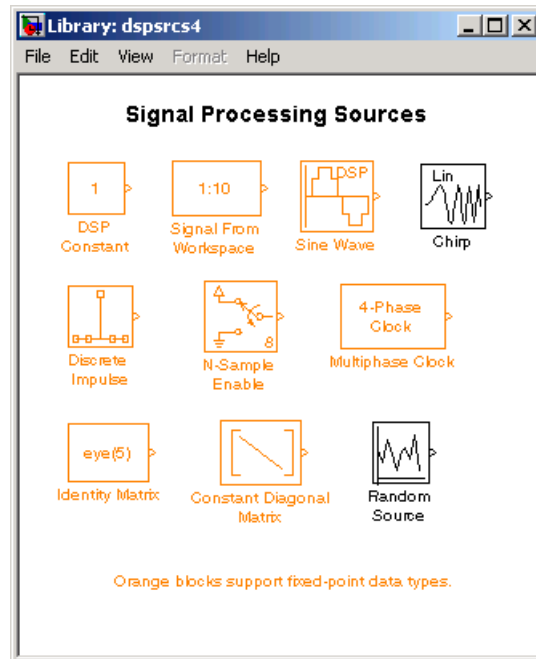 Library: dspsrcs4
File Edit View Format Help
Signal Processing Sources
1
DSP
Constant
1:10
Signal From
Workspace
DSP
Sine Wave
Lin
Chirp
Discrete
Impulse
8
N-Sample
Enable
4-Phase
Clock
Multiphase Clock
eye(5)
Identity Matrix
Constant Diagonal
Matrix
Random
Source
Orange blocks support fixed-point data types.